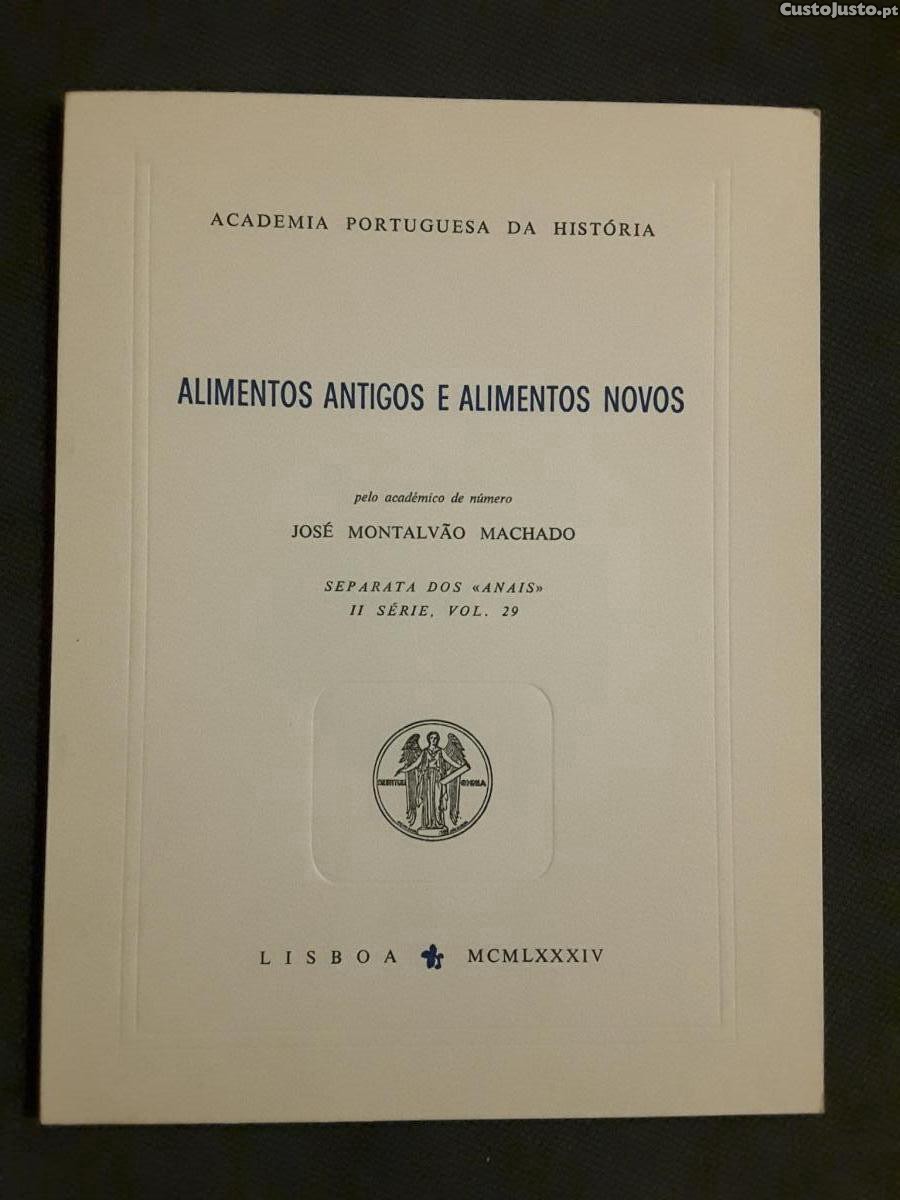 CustoJusto.pt
ACADEMIA PORTUGUESA DA HISTÓRIA
ALIMENTOS ANTIGOS E ALIMENTOS NOVOS
pelo académico de número
JOSÉ MONTALVÃO MACHADO
SEPARATA DOS «ANAIS»
II SÉRIE, VOL. 29
LISBOA MCMLXXXIV